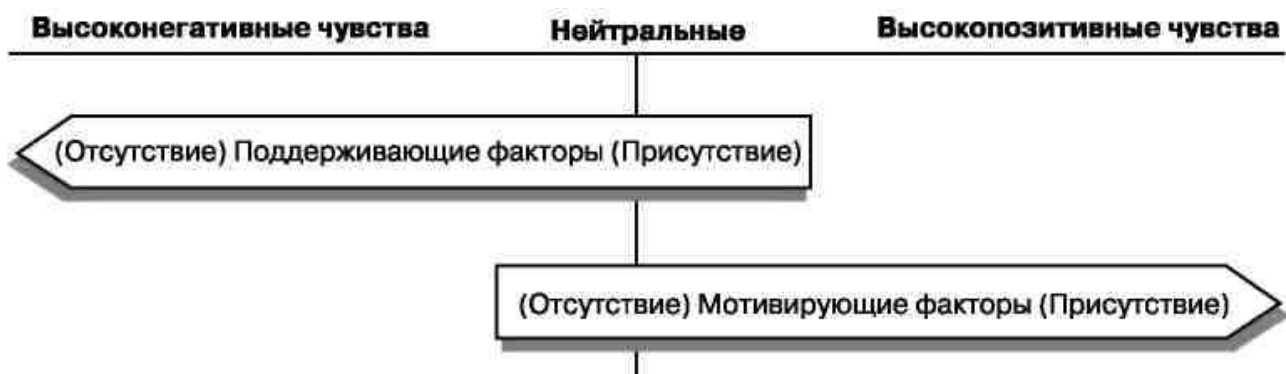 Высоконегативные чувства Нейтральные Высокопозитивные чувства
(Отсутствие) Поддерживающие факторы (Присутствие)
(Отсутствие) Мотивирующие факторы (Присутствие)